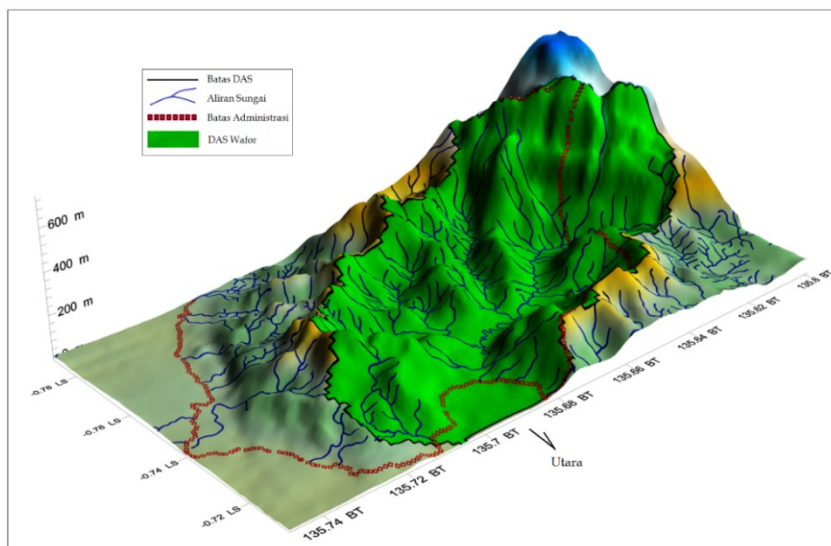 Batas DAS
Aliran Sungai
Batas Administrasi
DAS Wafor
600 m
400 m
200 m
-0.78 LS
-0.76 LS
-0.74 LS
-0.72 LS
135.74 BT
135.72 BT
135.7 BT
135.68 BT
135.66 BT
135.64 BT
135.62 BT
135.6 BT
Utara